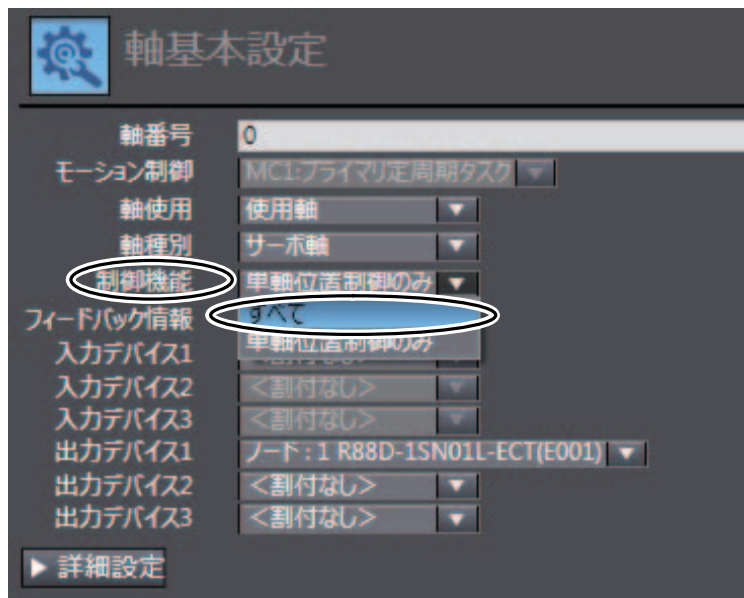 軸基本設定
軸番号 0
モーション制御 MC1:プライマリ定周期タスク
軸使用 使用軸
軸種別 サーボ軸
制御機能 単軸位置制御のみ
すべて
フィードバック情報
単軸位置制御のみ
入力デバイス1 <割付なし>
入力デバイス2 <割付なし>
入力デバイス3 <割付なし>
出力デバイス1 ノード : 1 R88D-1SN01L-ECT(E001)
出力デバイス2 <割付なし>
出力デバイス3 <割付なし>
詳細設定